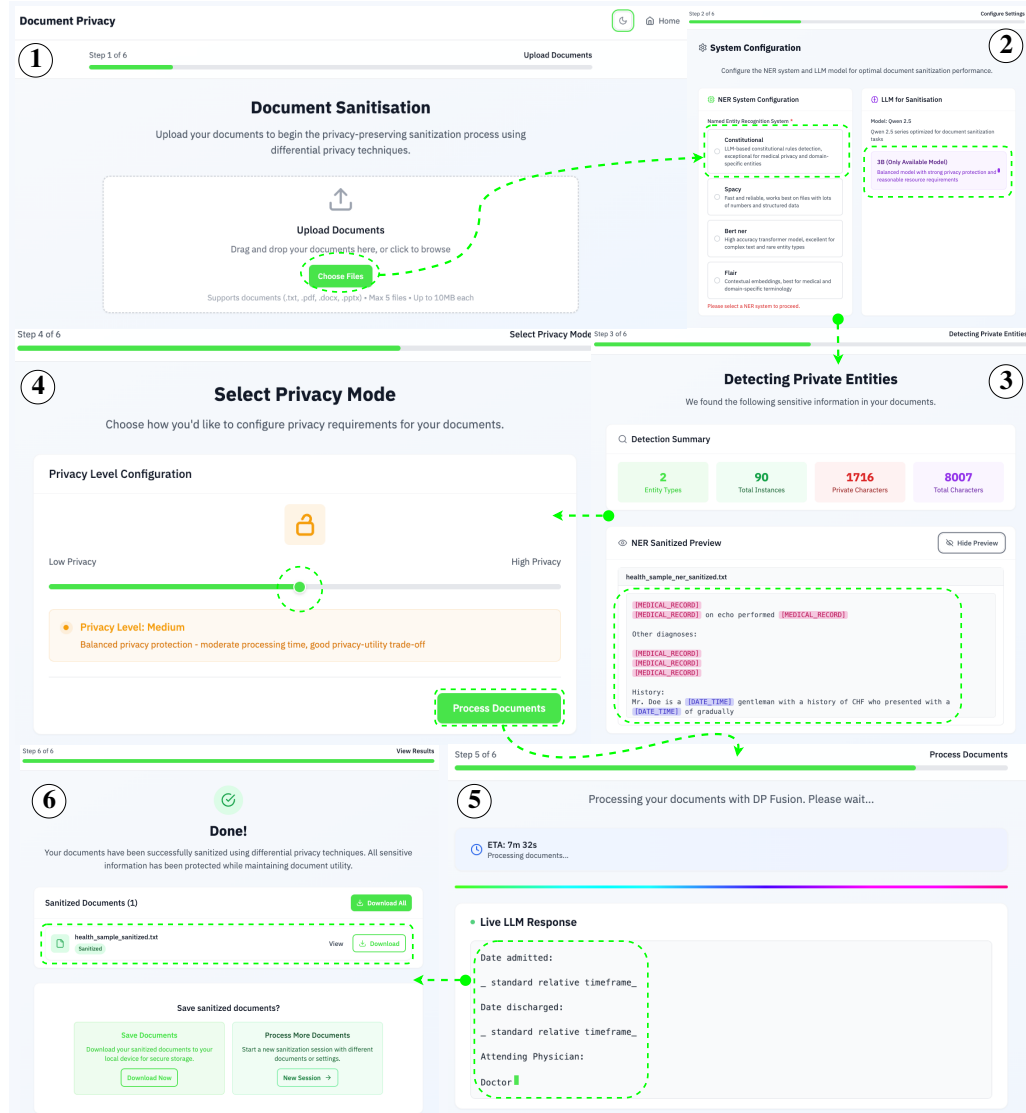 Document Privacy
Home
1
Step 1 of 6
Upload Documents
Document Sanitisation
Upload your documents to begin the privacy-preserving sanitization process using
differential privacy techniques.
Upload Documents
Drag and drop your documents here, or click to browse
Choose Files
Supports documents (.txt, .pdf, .docx, .pptx) • Max 5 files • Up to 10MB each
Step 2 of 6
Configure Settings
2
System Configuration
Configure the NER system and LLM model for optimal document sanitization performance.
NER System Configuration
Named Entity Recognition System *
Constitutional
LLM-based constitutional rules detection,
exceptional for medical privacy and domain-
specific entities
Spacy
Fast and reliable, works best on files with lots
of numbers and structured data
Bert ner
High accuracy transformer model, excellent for
complex text and rare entity types
Flair
Contextual embeddings, best for medical and
domain-specific terminology
Please select a NER system to proceed.
LLM for Sanitisation
Model: Qwen 2.5
Qwen 2.5 series optimized for document sanitization
tasks
3B (Only Available Model)
Balanced model with strong privacy protection and
reasonable resource requirements
Step 3 of 6
Detecting Private Entities
3
Detecting Private Entities
We found the following sensitive information in your documents.
Detection Summary
2
Entity Types
90
Total Instances
1716
Private Characters
8007
Total Characters
NER Sanitized Preview
Hide Preview
health_sample_ner_sanitized.txt
[MEDICAL_RECORD]
[MEDICAL_RECORD] on echo performed [MEDICAL_RECORD]
Other diagnoses:
[MEDICAL_RECORD]
[MEDICAL_RECORD]
[MEDICAL_RECORD]
History:
Mr. Doe is a [DATE_TIME] gentleman with a history of CHF who presented with a
[DATE_TIME] of gradually
Step 4 of 6
Select Privacy Mode
4
Select Privacy Mode
Choose how you'd like to configure privacy requirements for your documents.
Privacy Level Configuration
Low Privacy
High Privacy
Privacy Level: Medium
Balanced privacy protection - moderate processing time, good privacy-utility trade-off
Process Documents
Step 5 of 6
Process Documents
5
Processing your documents with DP Fusion. Please wait...
ETA: 7m 32s
Processing documents...
Live LLM Response
Date admitted:
_ standard relative timeframe_
Date discharged:
_ standard relative timeframe_
Attending Physician:
Doctor
Step 6 of 6
View Results
6
Done!
Your documents have been successfully sanitized using differential privacy techniques. All sensitive
information has been protected while maintaining document utility.
Sanitized Documents (1)
Download All
health_sample_sanitized.txt
Sanitized
View
Download
Save sanitized documents?
Save Documents
Download your sanitized documents to your
local device for secure storage.
Download Now
Process More Documents
Start a new sanitization session with different
documents or settings.
New Session →